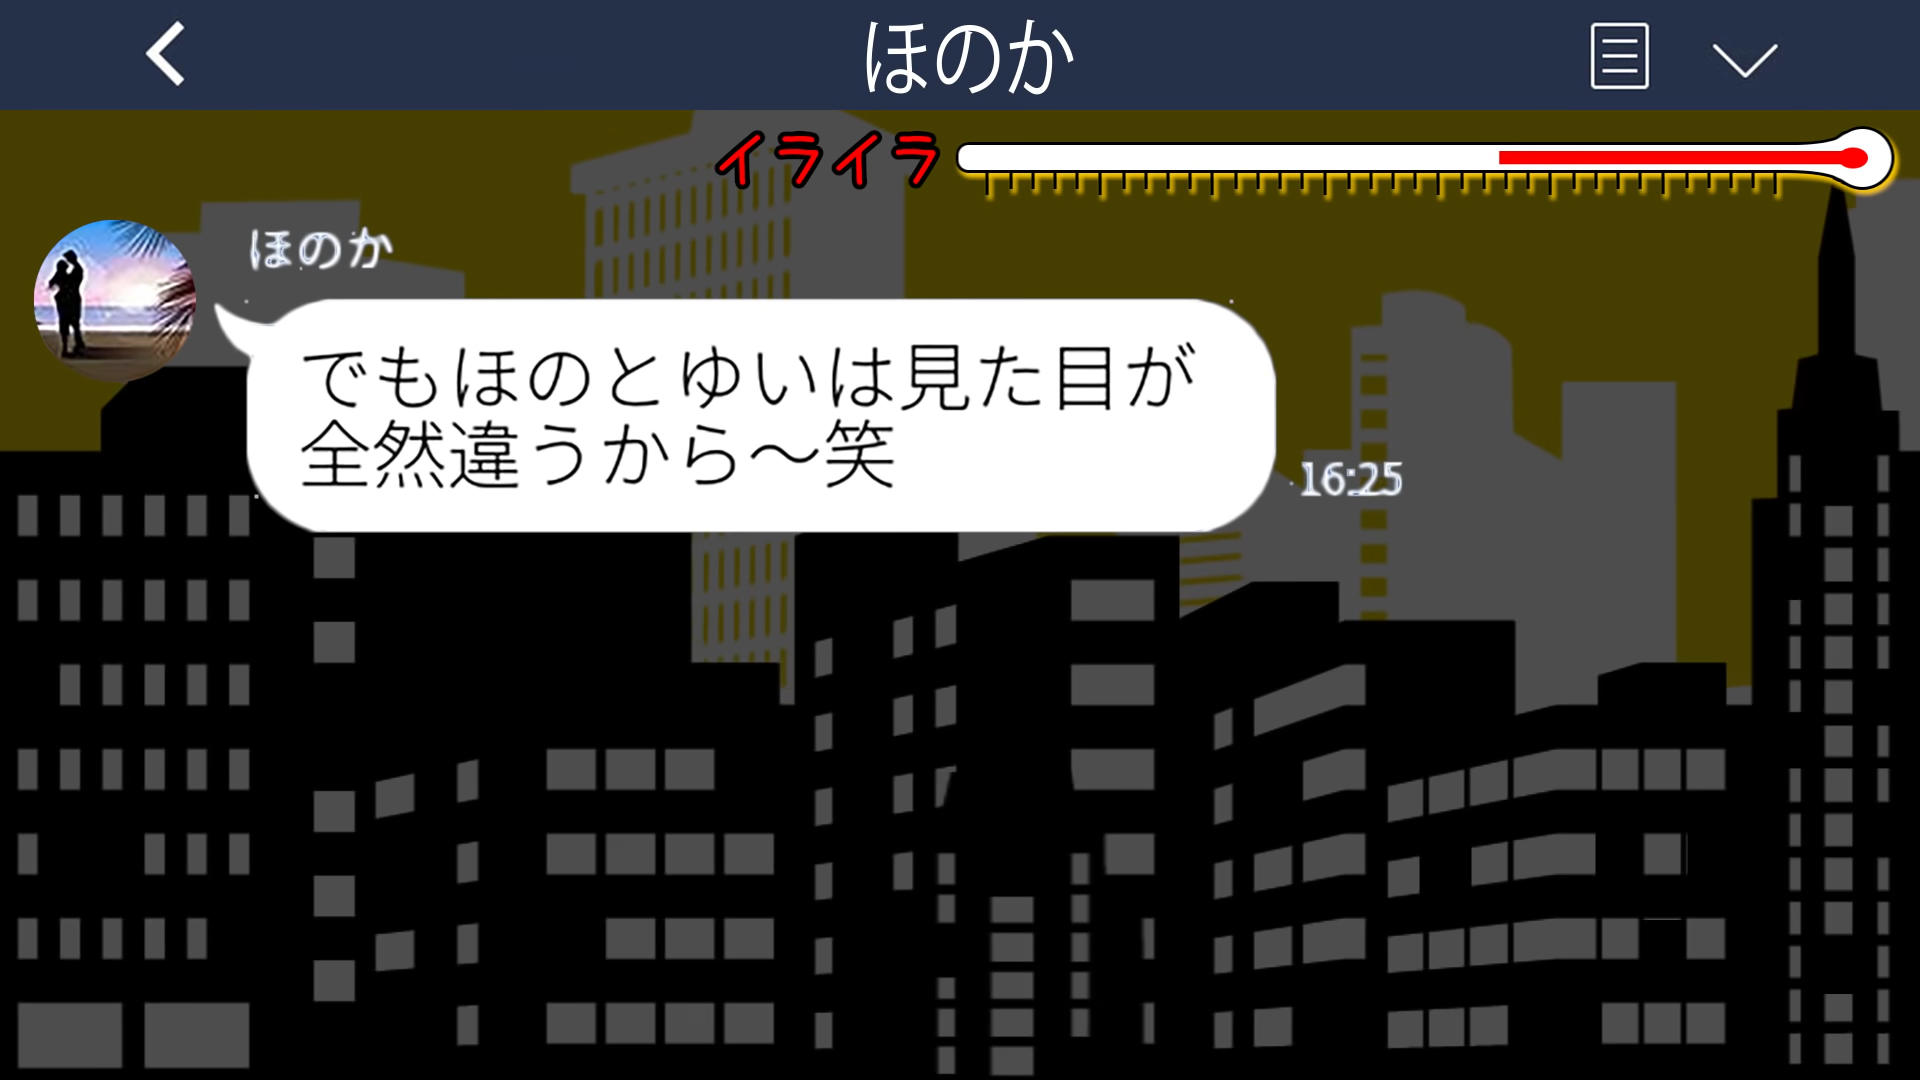 ほのか
イライラ
ほのか
でもほのとゆいは見た目が
全然違うから〜笑
16:25